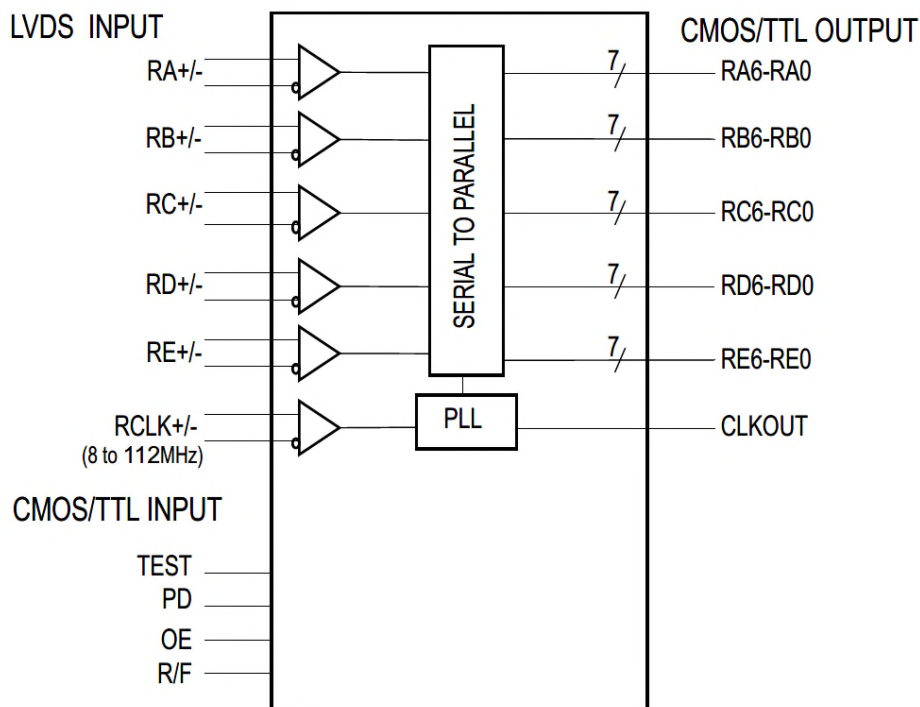 LVDS INPUT
CMOS/TTL OUTPUT
RA+/-
7
RA6-RA0
RB+/-
7
RB6-RB0
RC+/-
7
RC6-RC0
RD+/-
7
RD6-RD0
RE+/-
7
RE6-RE0
SERIAL TO PARALLEL
RCLK+/-
(8 to 112MHz)
PLL
CLKOUT
CMOS/TTL INPUT
TEST
PD
OE
R/F